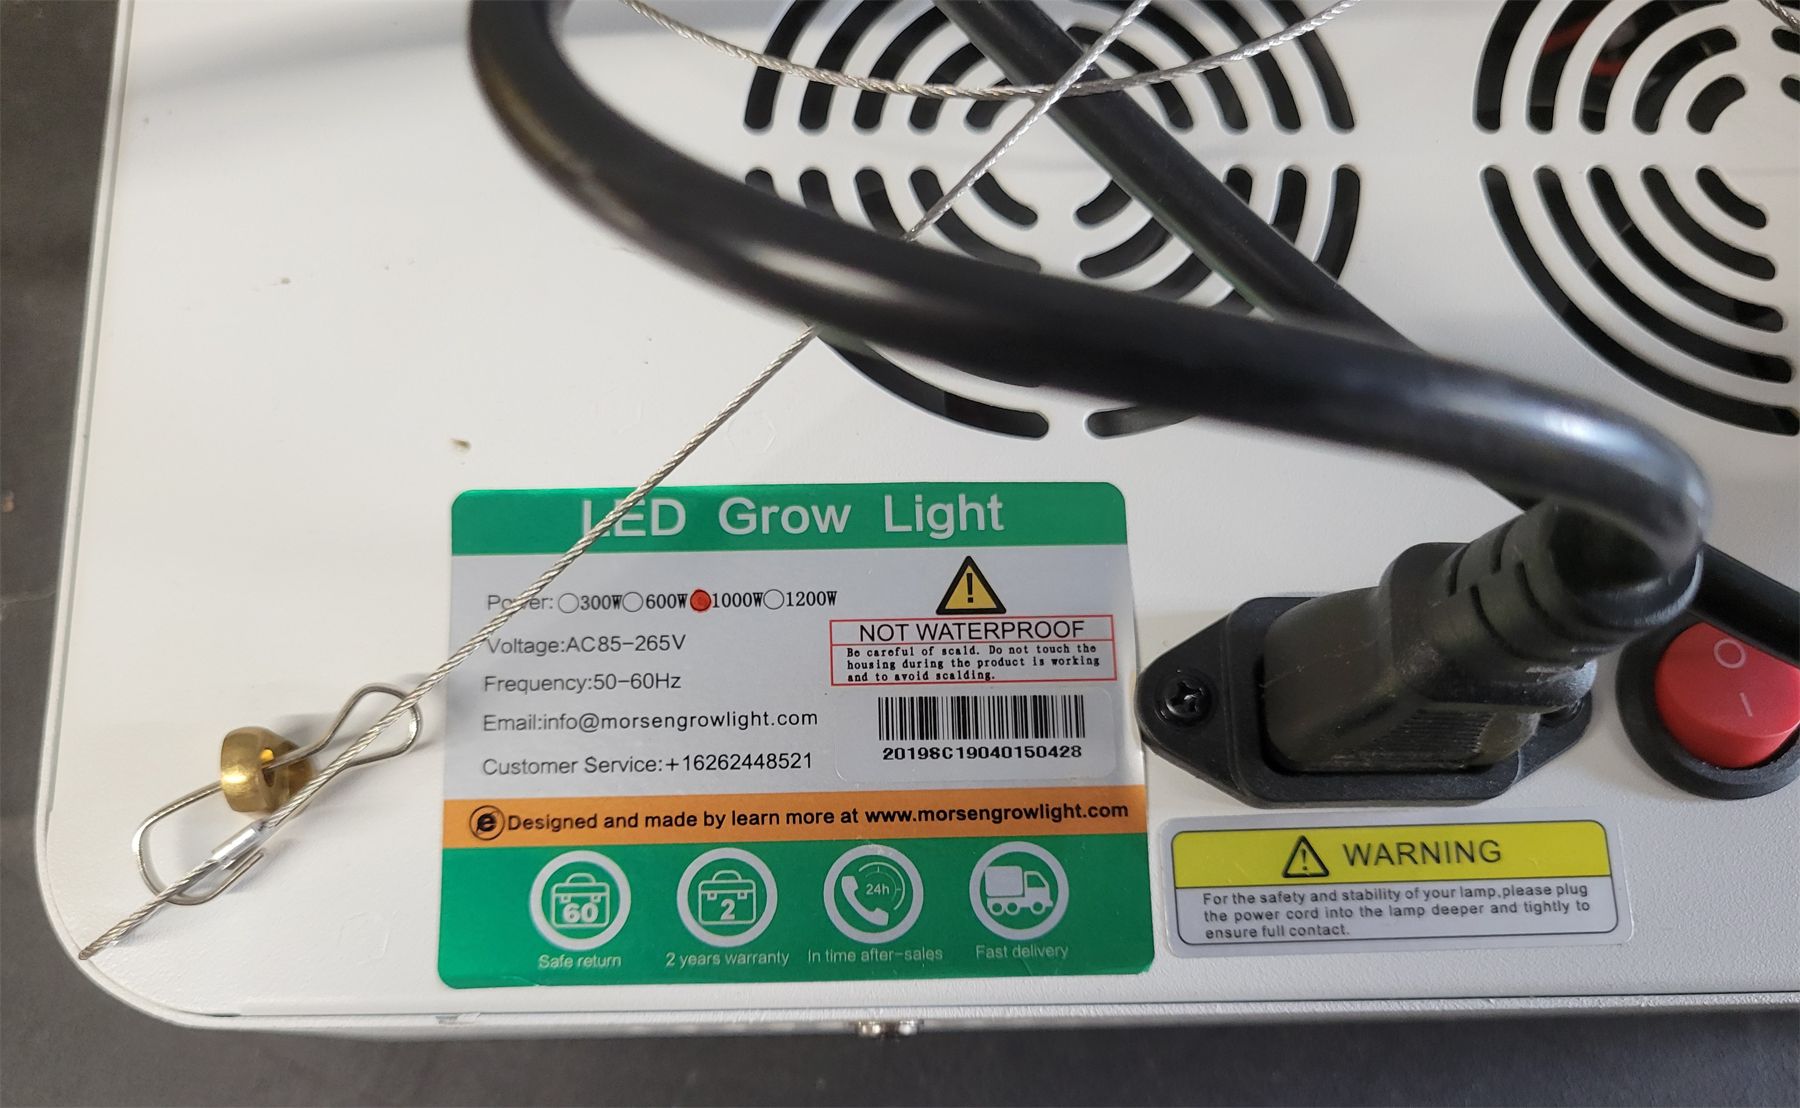 LED Grow Light
Power: 300W 600W 1000W 1200W
Voltage:AC85-265V
Frequency:50-60Hz
Email:info@morsengrowlight.com
Customer Service:+16262448521
NOT WATERPROOF
Be careful of scald. Do not touch the
housing during the product is working
and to avoid scalding.
20198C19040150428
Designed and made by learn more at www.morsengrowlight.com
60
2
24h
Safe return
2 years warranty
In time after-sales
Fast delivery
WARNING
For the safety and stability of your lamp,please plug
the power cord into the lamp deeper and tightly to
ensure full contact.
O
I